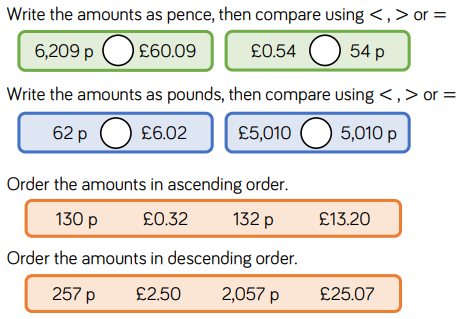 Write the amounts as pence, then compare using < , > or =
6,209 p £60.09 £0.54 54 p
Write the amounts as pounds, then compare using < , > or =
62 p £6.02 £5,010 5,010 p
Order the amounts in ascending order.
130 p £0.32 132 p £13.20
Order the amounts in descending order.
257 p £2.50 2,057 p £25.07